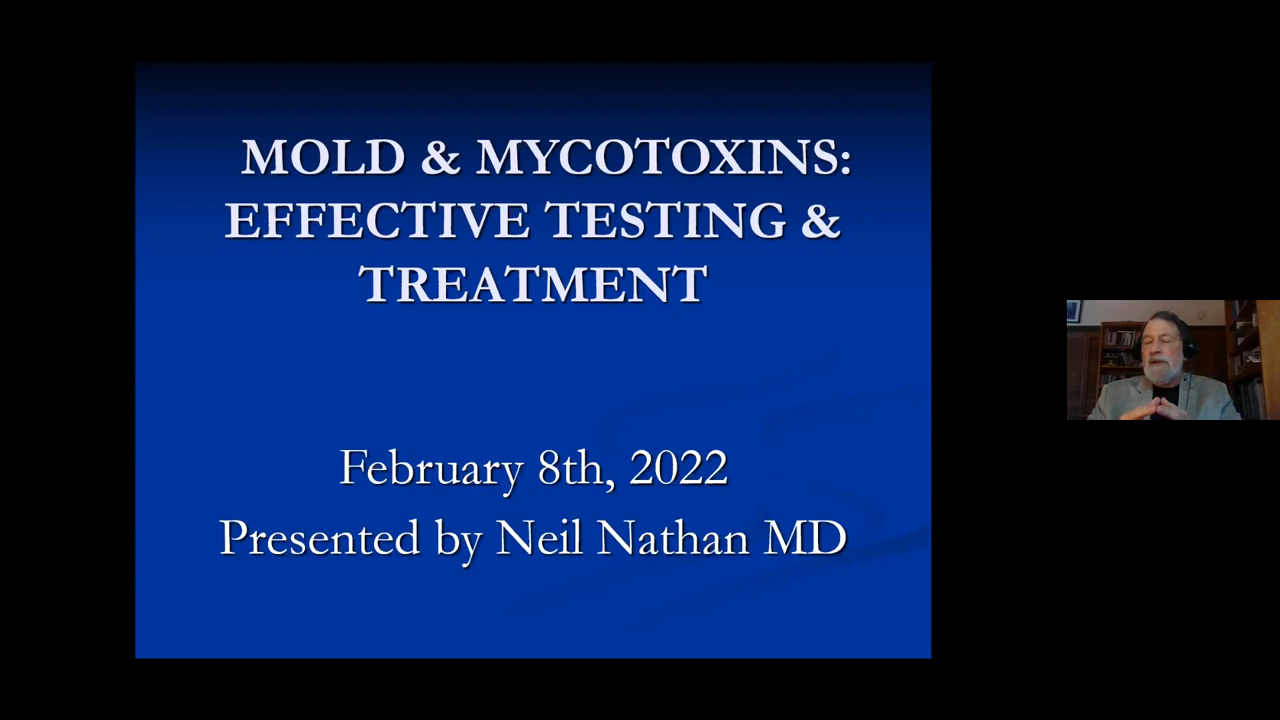 MOLD & MYCOTOXINS:
EFFECTIVE TESTING &
TREATMENT
February 8th, 2022
Presented by Neil Nathan MD